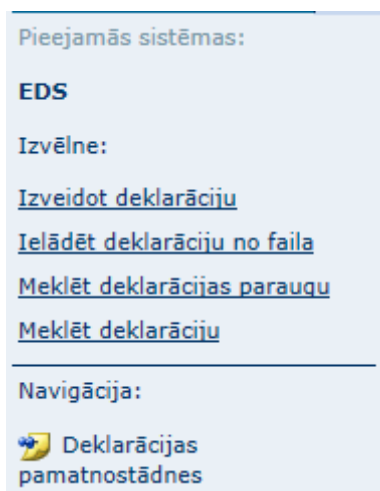 Pieejamās sistēmas:
EDS
Izvēlne:
Izveidot deklarāciju
Ielādēt deklarāciju no faila
Meklēt deklarācijas paraugu
Meklēt deklarāciju
Navigācija:
Deklarācijas
pamatnostādnes